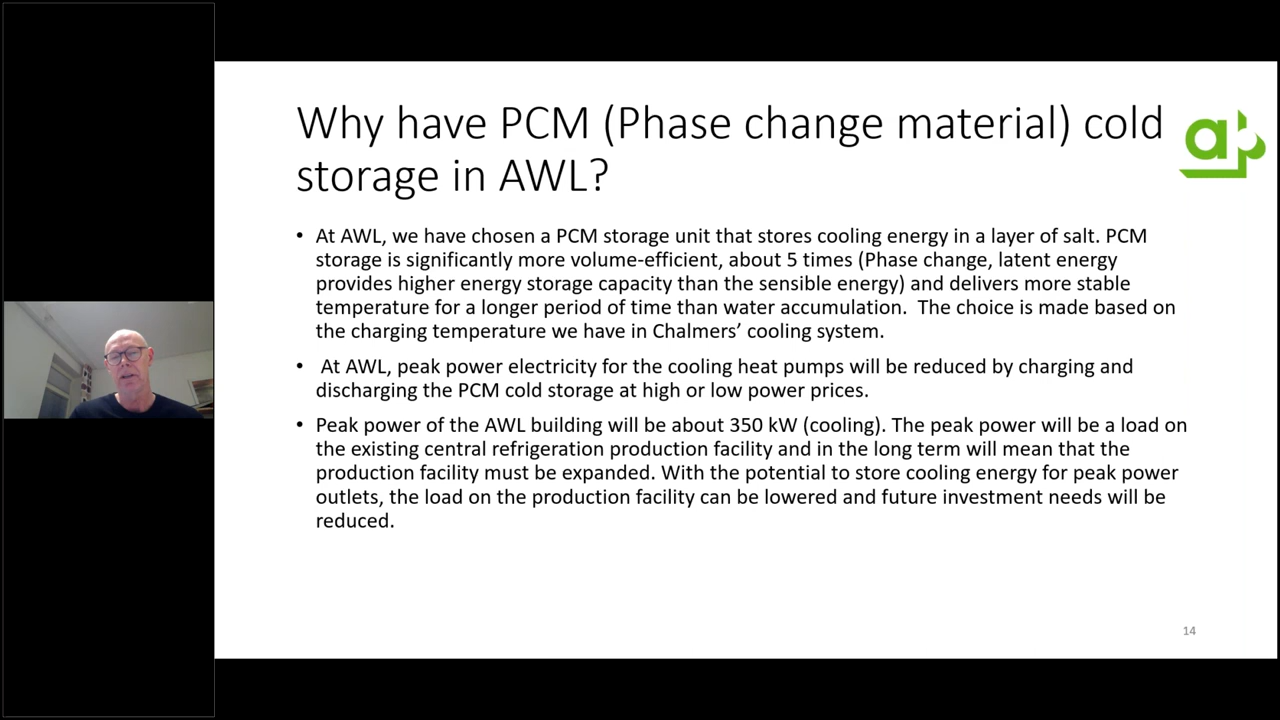 Why have PCM (Phase change material) cold
storage in AWL?
• At AWL, we have chosen a PCM storage unit that stores cooling energy in a layer of salt. PCM
storage is significantly more volume-efficient, about 5 times (Phase change, latent energy
provides higher energy storage capacity than the sensible energy) and delivers more stable
temperature for a longer period of time than water accumulation.  The choice is made based on
the charging temperature we have in Chalmers’ cooling system.
•  At AWL, peak power electricity for the cooling heat pumps will be reduced by charging and
discharging the PCM cold storage at high or low power prices.
• Peak power of the AWL building will be about 350 kW (cooling). The peak power will be a load on
the existing central refrigeration production facility and in the long term will mean that the
production facility must be expanded. With the potential to store cooling energy for peak power
outlets, the load on the production facility can be lowered and future investment needs will be
reduced.
14